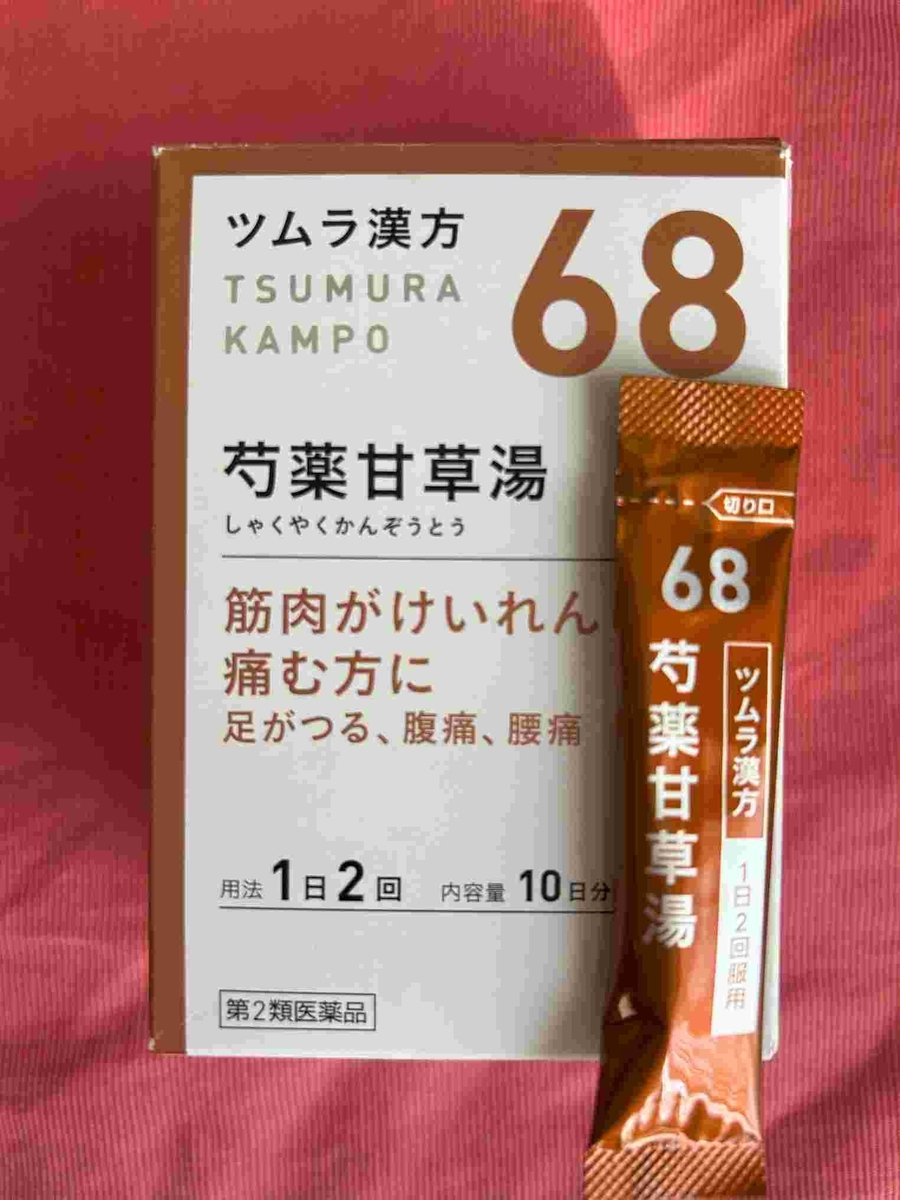 ツムラ漢方
TSUMURA
KAMPO
68
芍薬甘草湯
しゃくやくかんぞうとう
筋肉がけいれん
痛む方に
足がつる、腹痛、腰痛
用法 1日2回 内容量 10日分
第2類医薬品
切り口
68
芍薬甘草湯
ツムラ漢方
1日2回服用